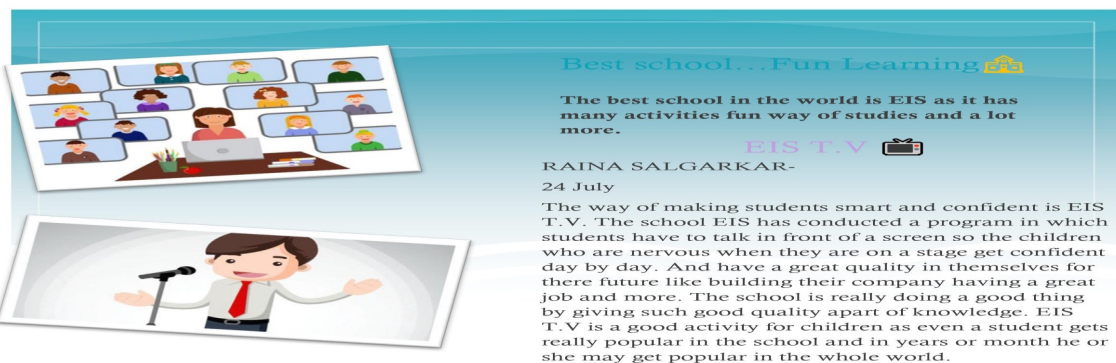 Best school...Fun Learning
The best school in the world is EIS as it has
many activities fun way of studies and a lot
more.
EIS T.V
RAINA SALGARKAR-
24 July
The way of making students smart and confident is EIS
T.V. The school EIS has conducted a program in which
students have to talk in front of a screen so the children
who are nervous when they are on a stage get confident
day by day. And have a great quality in themselves for
there future like building their company having a great
job and more. The school is really doing a good thing
by giving such good quality apart of knowledge. EIS
T.V is a good activity for children as even a student gets
really popular in the school and in years or month he or
she may get popular in the whole world.